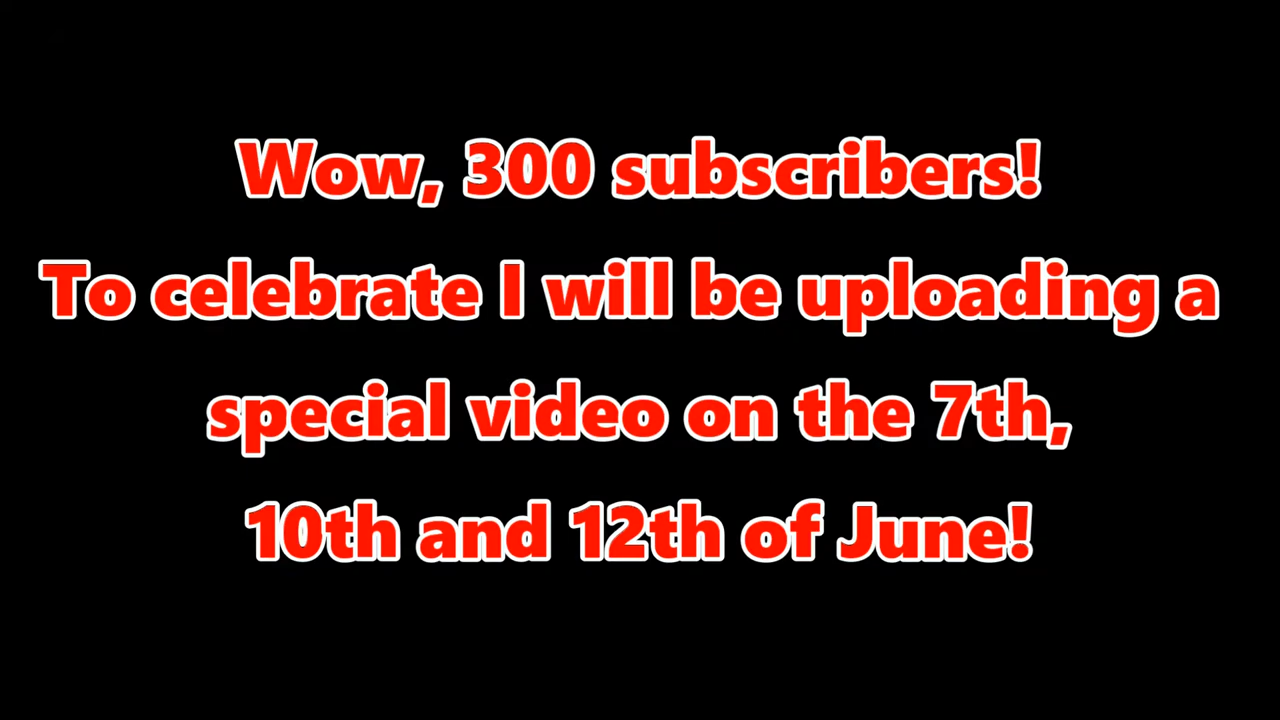 Wow, 300 subscribers!
To celebrate I will be uploading a
special video on the 7th,
10th and 12th of June!